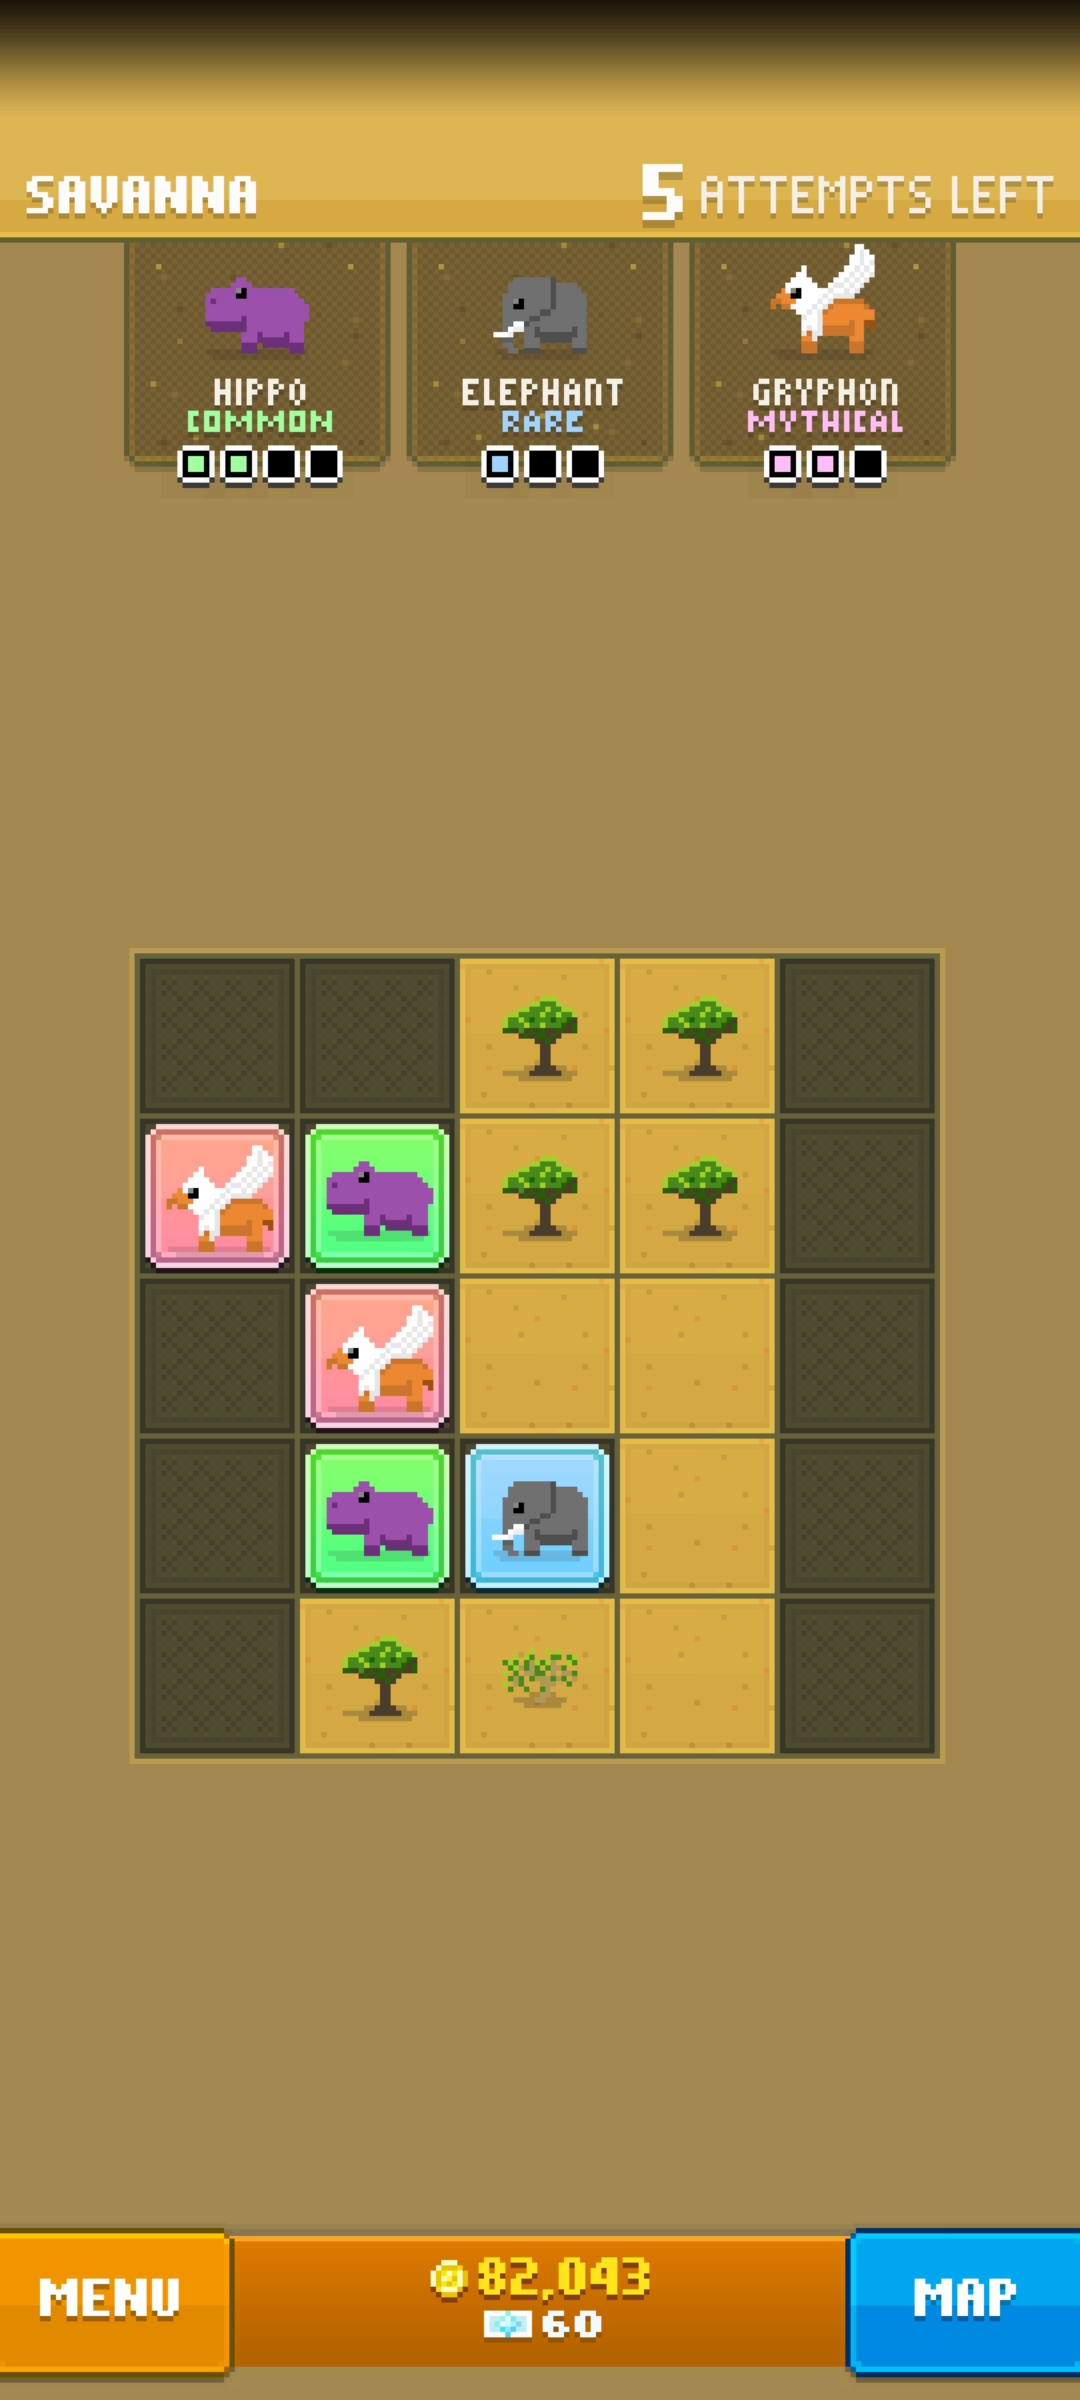 SAVANNA
5 ATTEMPTS LEFT
HIPPO
COMMON
ELEPHANT
RARE
GRYPHON
MYTHICAL
MENU
82,043
60
MAP